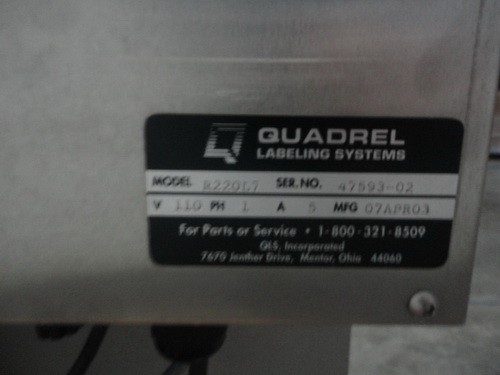 QUADREL
LABELING SYSTEMS
MODEL R220L7 SER. NO. 47593-02
V 110 PH 1 A 5 MFG 07APR03
For Parts or Service • 1-800-321-8509
QLS, Incorporated
7670 Jenther Drive, Mentor, Ohio 44060